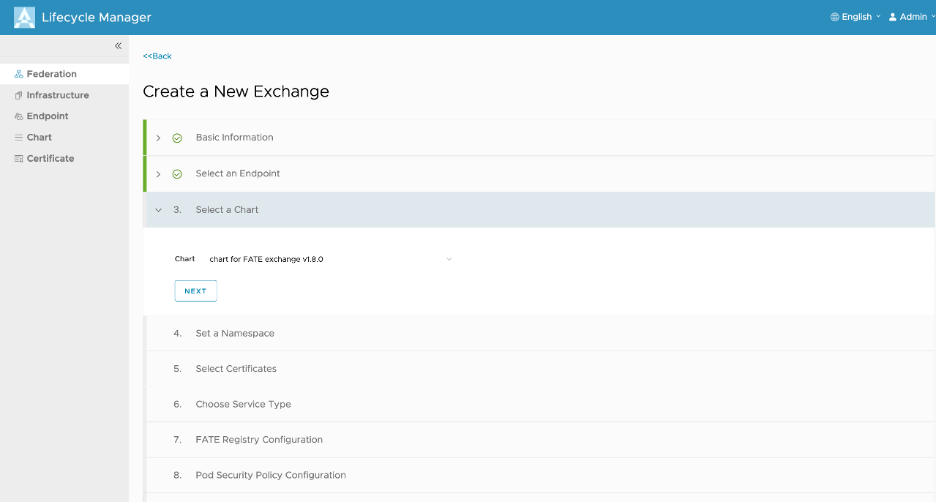 Lifecycle Manager
English
Admin
<<Back
Federation
Infrastructure
Endpoint
Chart
Certificate
Create a New Exchange
Basic Information
Select an Endpoint
3. Select a Chart
Chart chart for FATE exchange v1.8.0
NEXT
4. Set a Namespace
5. Select Certificates
6. Choose Service Type
7. FATE Registry Configuration
8. Pod Security Policy Configuration